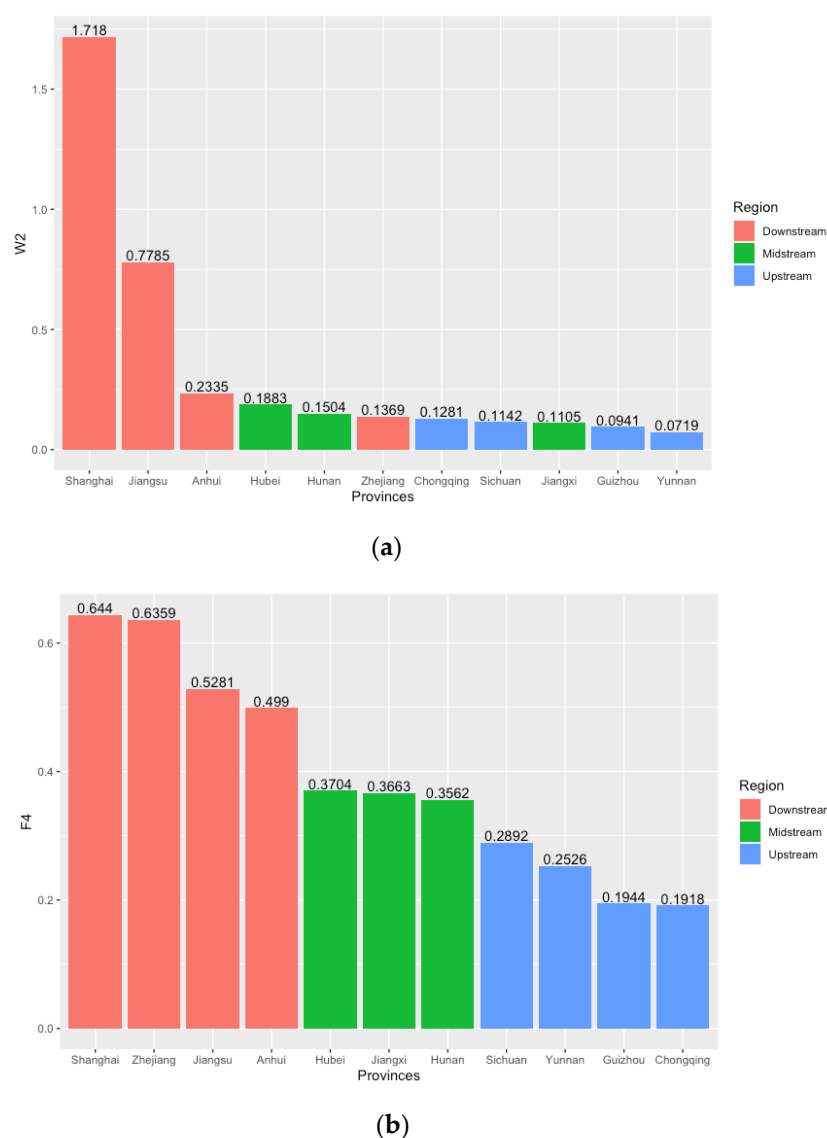 1.718
1.5
Region
Downstream
1.0
Midstream
W2
Upstream
0.7785
0.5
0.2335
0.1883
0.1504
0.1369
0.1281
0.1142
0.1105
0.0941
0.0719
0.0
Shanghai Jiangsu Anhui Hubei Hunan Zhejiang Chongqing Sichuan Jiangxi Guizhou Yunnan
Provinces
(a)
0.644
0.6359
0.6
0.5281
0.499
0.4
0.3704
0.3663
0.3562
Region
Downstream
F4
Midstream
Upstream
0.2892
0.2526
0.2
0.1944
0.1918
0.0
Shanghai Zhejiang Jiangsu Anhui Hubei Jiangxi Hunan Sichuan Yunnan Guizhou Chongqing
Provinces
(b)